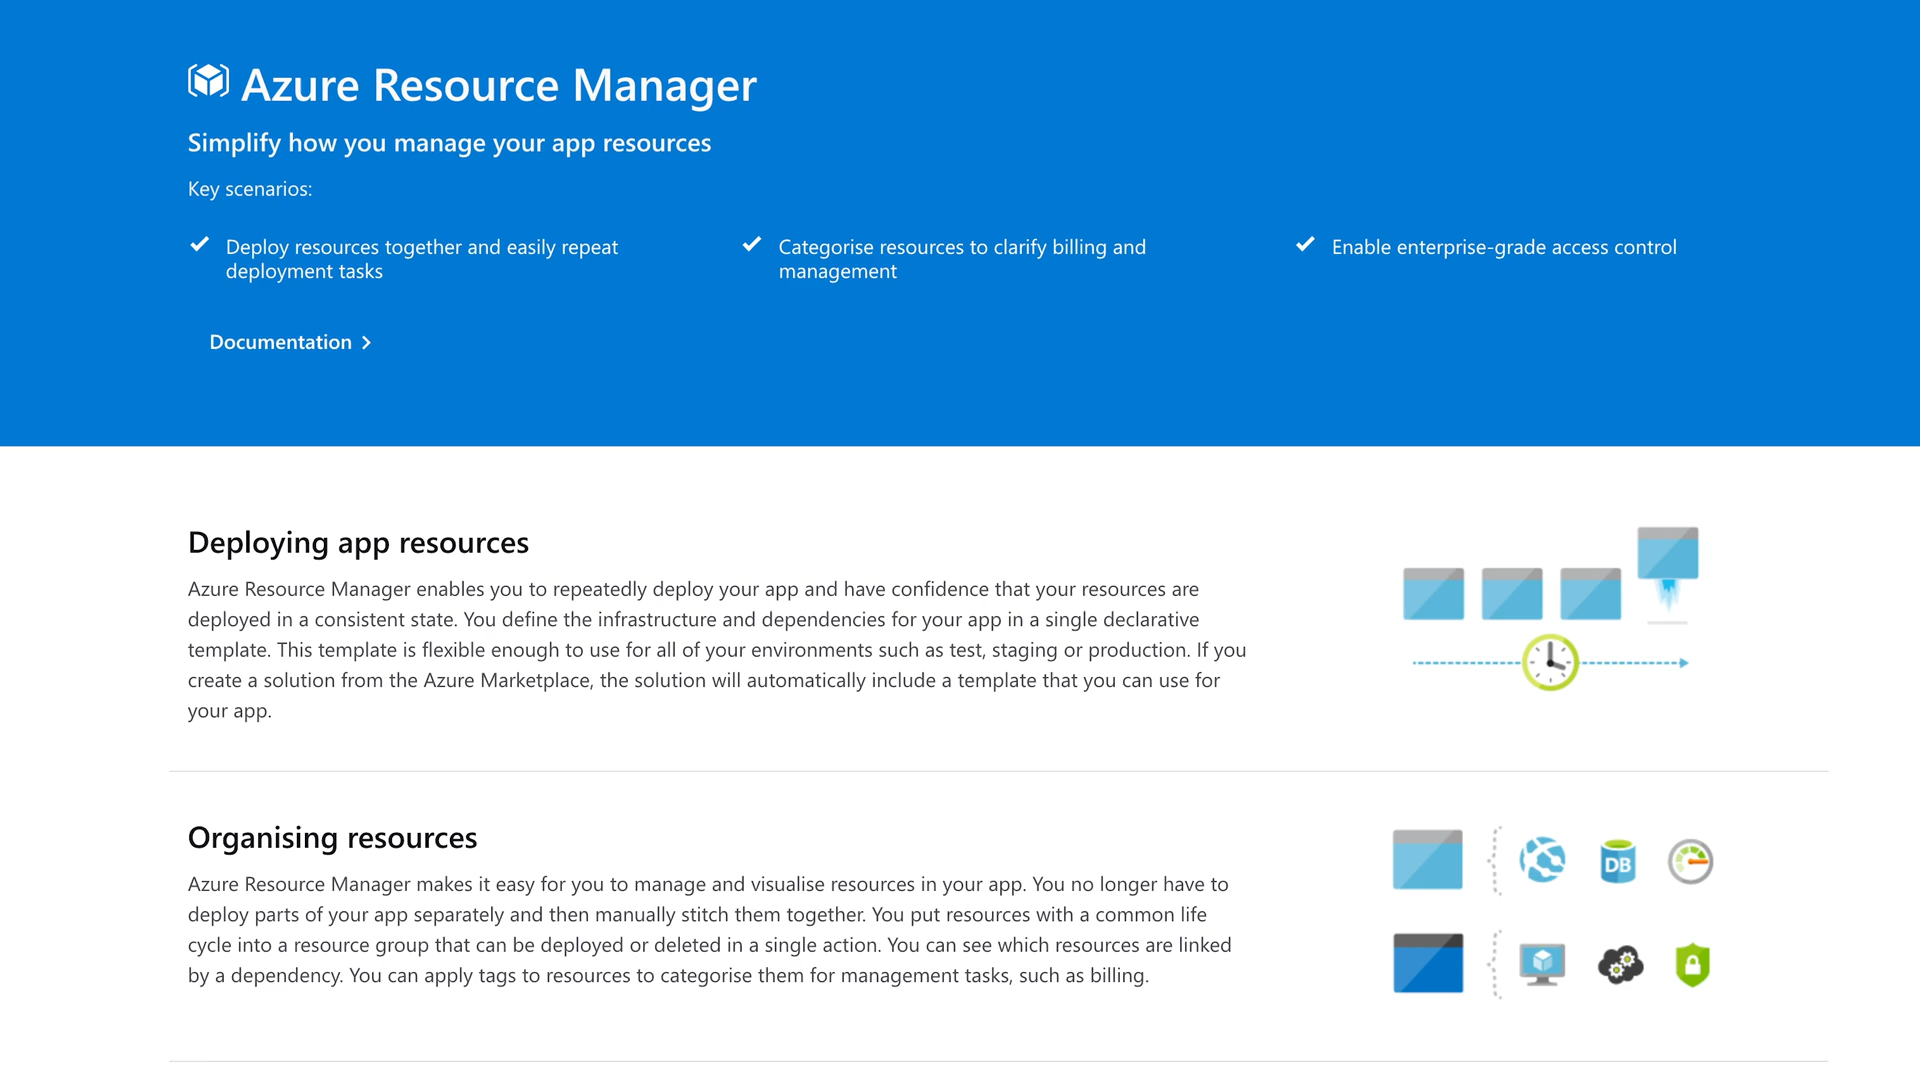 Azure Resource Manager
Simplify how you manage your app resources
Key scenarios:
Deploy resources together and easily repeat
deployment tasks
Categorise resources to clarify billing and
management
Enable enterprise-grade access control
Documentation
Deploying app resources
Azure Resource Manager enables you to repeatedly deploy your app and have confidence that your resources are
deployed in a consistent state. You define the infrastructure and dependencies for your app in a single declarative
template. This template is flexible enough to use for all of your environments such as test, staging or production. If you
create a solution from the Azure Marketplace, the solution will automatically include a template that you can use for
your app.
Organising resources
Azure Resource Manager makes it easy for you to manage and visualise resources in your app. You no longer have to
deploy parts of your app separately and then manually stitch them together. You put resources with a common life
cycle into a resource group that can be deployed or deleted in a single action. You can see which resources are linked
by a dependency. You can apply tags to resources to categorise them for management tasks, such as billing.
DB